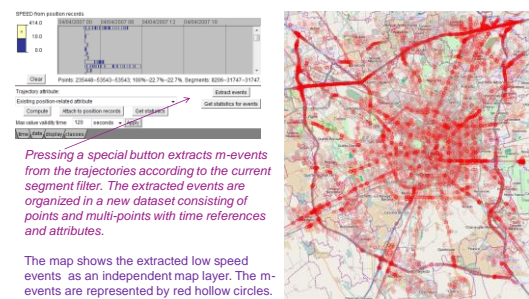 SPEED from position records
414.0
10.0
0.0
04/04/2007 00 04/04/2007 06 04/04/2007 12 04/04/2007 18
Clear
Points: 235448→53543→53543; 100%→22.7%→22.7%. Segments: 8206→31747→31747
Trajectory attribute:
Extract events
Existing position-related attribute
Get statistics for events
Compute
Attach to position records
Get statistics
Max value validity time: 120 seconds Apply
time data display classes
Pressing a special button extracts m-events
from the trajectories according to the current
segment filter. The extracted events are
organized in a new dataset consisting of
points and multi-points with time references
and attributes.
The map shows the extracted low speed
events as an independent map layer. The m-
events are represented by red hollow circles.